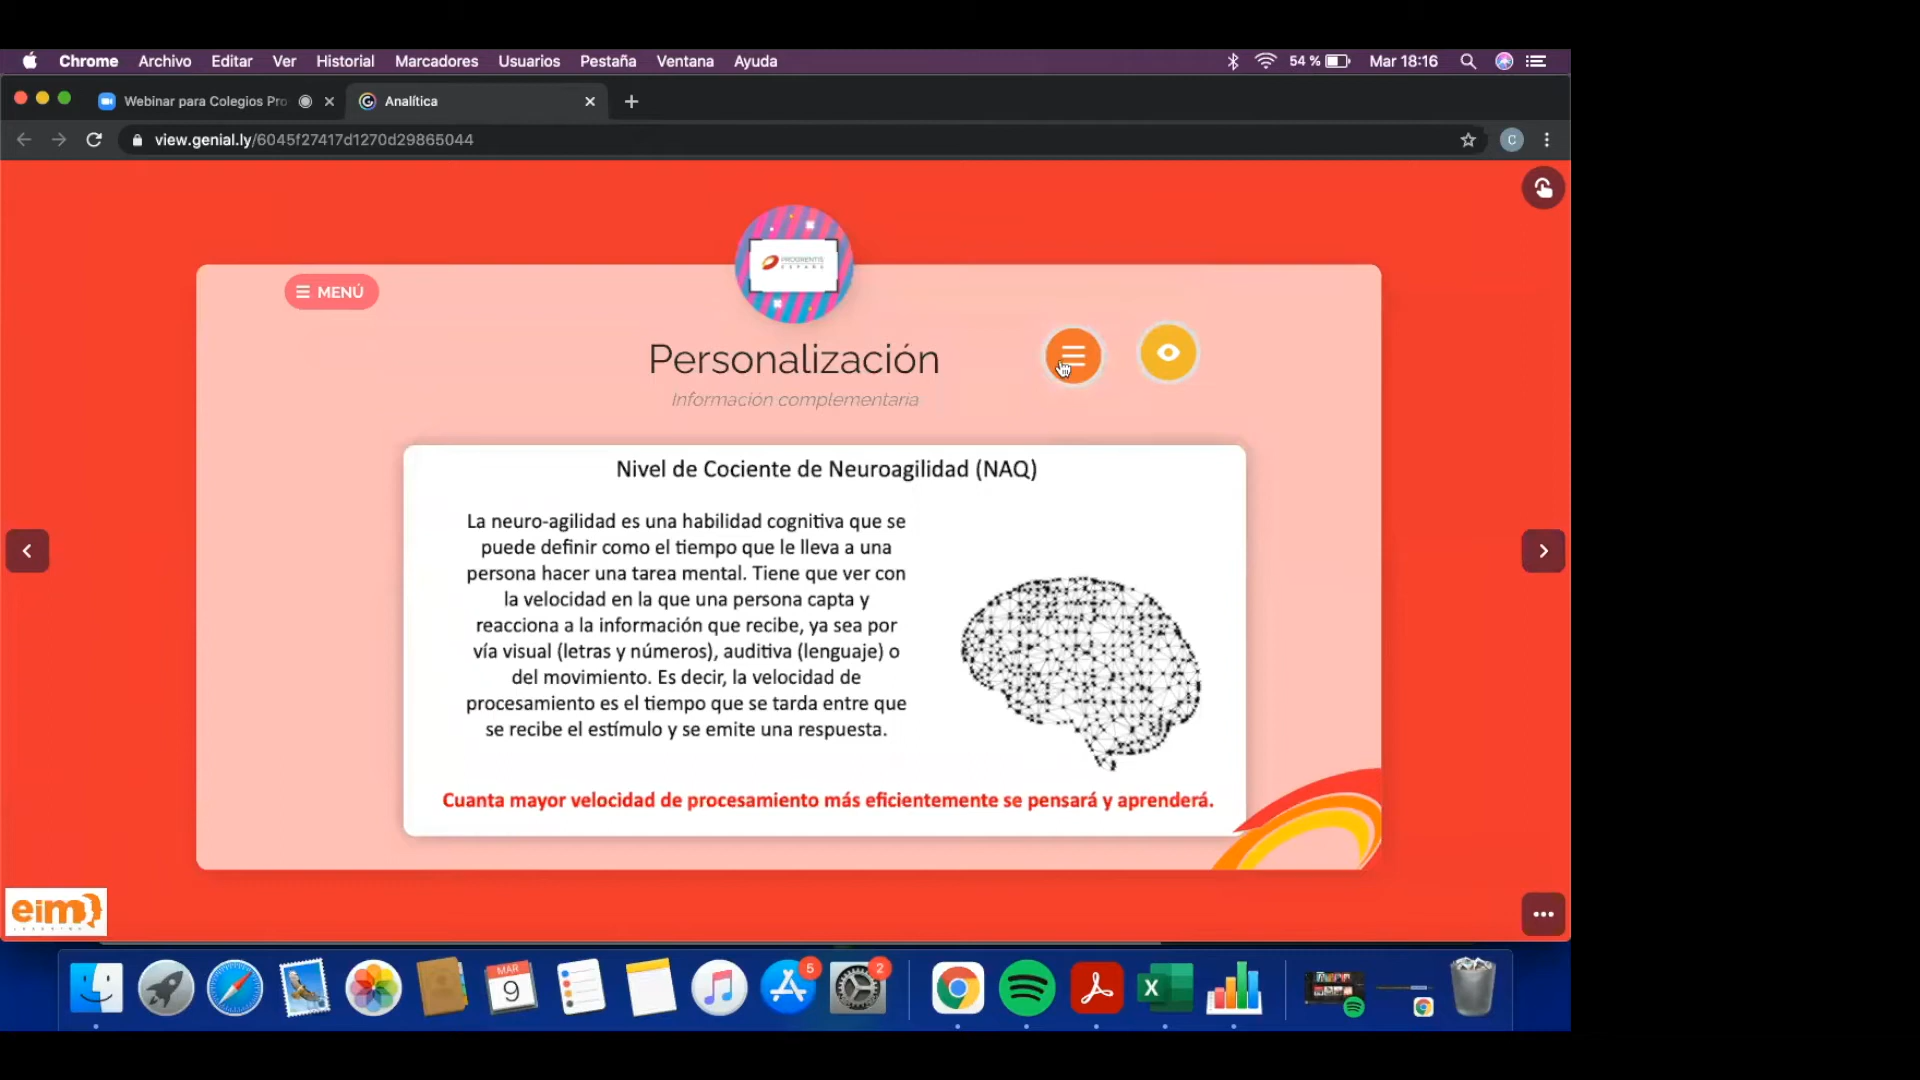 Chrome Archivo Editar Ver Historial Marcadores Usuarios Pestaña Ventana Ayuda 54 % Mar 18:16
Webinar para Colegios Pro Analítica
view.genial.ly/6045f27417d1270d29865044
PROGRENTIS
ESPAÑA
MENÚ
Personalización
Información complementaria
Nivel de Cociente de Neuroagilidad (NAQ)
La neuro-agilidad es una habilidad cognitiva que se
puede definir como el tiempo que le lleva a una
persona hacer una tarea mental. Tiene que ver con
la velocidad en la que una persona capta y
reacciona a la información que recibe, ya sea por
vía visual (letras y números), auditiva (lenguaje) o
del movimiento. Es decir, la velocidad de
procesamiento es el tiempo que se tarda entre que
se recibe el estímulo y se emite una respuesta.
Cuanta mayor velocidad de procesamiento más eficientemente se pensará y aprenderá.
eim
MAR
9
5
2